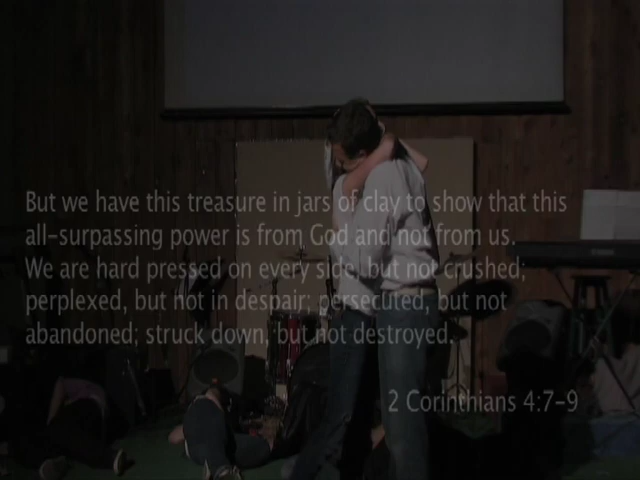 But we have this treasure in jars of clay to show that this
all-surpassing power is from God and not from us.
We are hard pressed on every side, but not crushed;
perplexed, but not in despair; persecuted, but not
abandoned; struck down, but not destroyed.
2 Corinthians 4:7-9